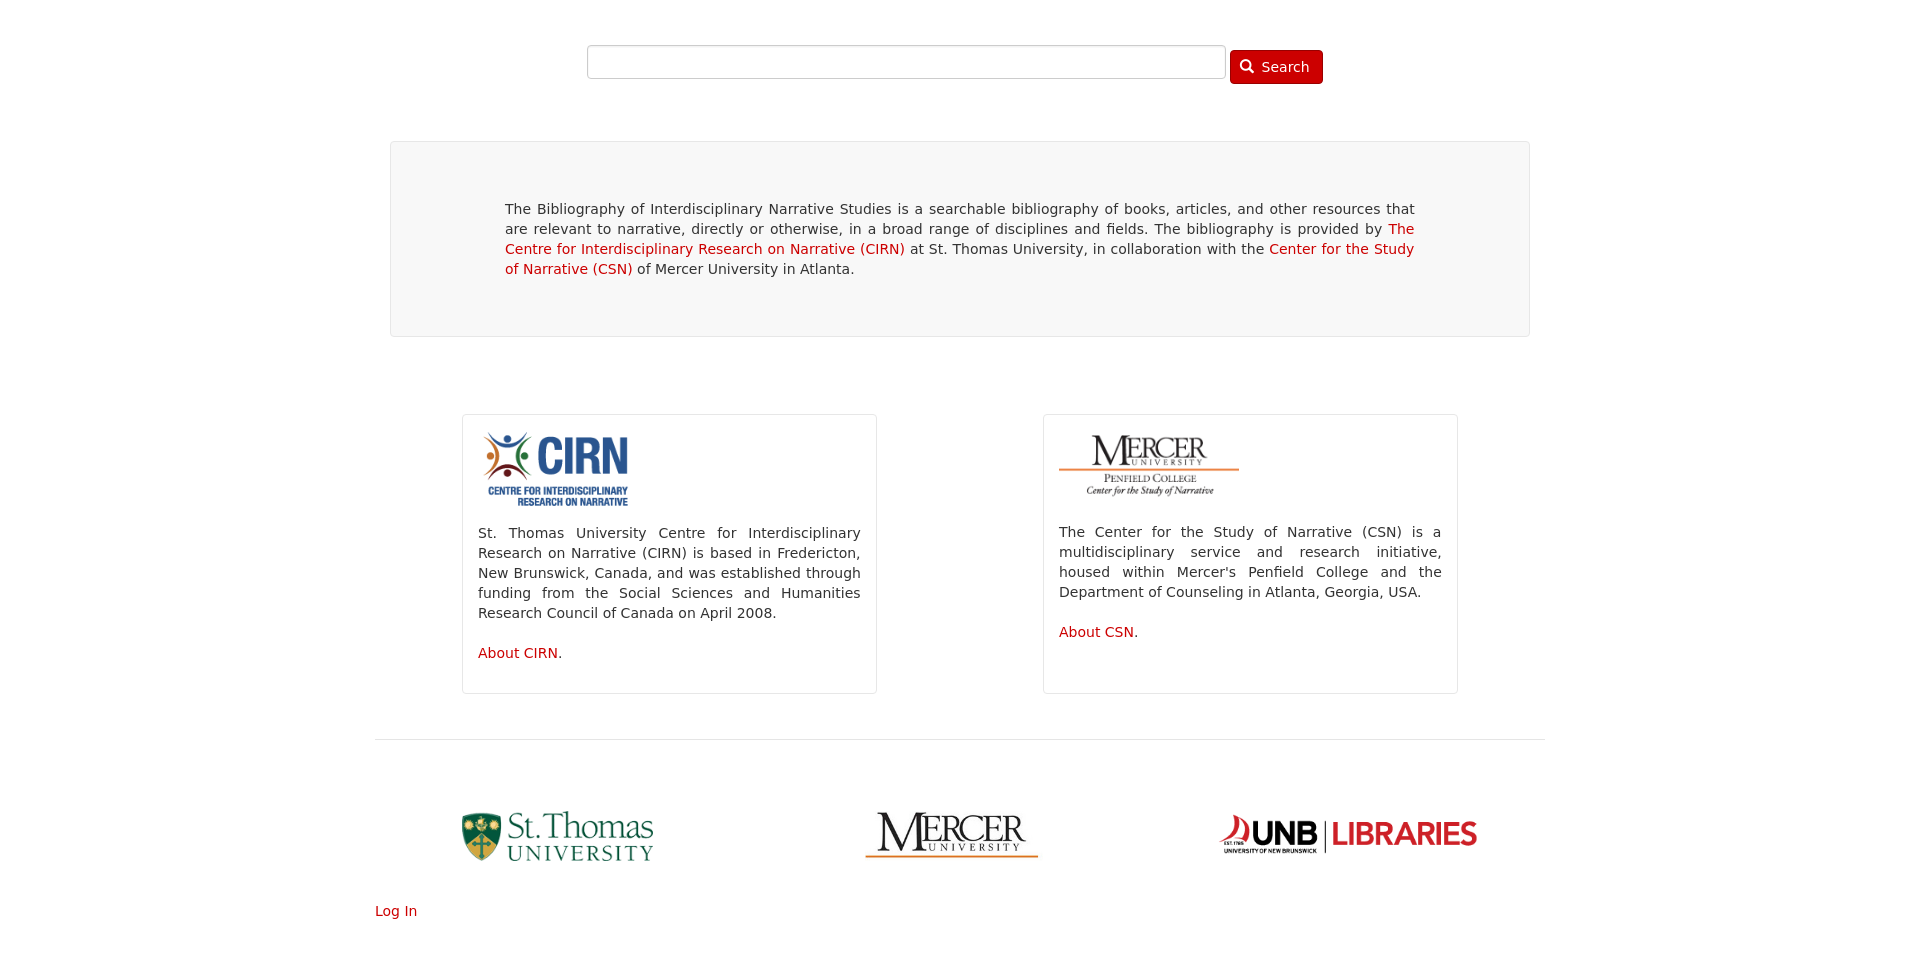 Search
The Bibliography of Interdisciplinary Narrative Studies is a searchable bibliography of books, articles, and other resources that
are relevant to narrative, directly or otherwise, in a broad range of disciplines and fields. The bibliography is provided by The
Centre for Interdisciplinary Research on Narrative (CIRN) at St. Thomas University, in collaboration with the Center for the Study
of Narrative (CSN) of Mercer University in Atlanta.
CIRN
CENTRE FOR INTERDISCIPLINARY
RESEARCH ON NARRATIVE
St. Thomas University Centre for Interdisciplinary
Research on Narrative (CIRN) is based in Fredericton,
New Brunswick, Canada, and was established through
funding from the Social Sciences and Humanities
Research Council of Canada on April 2008.
About CIRN.
MERCER
UNIVERSITY
PENFIELD COLLEGE
Center for the Study of Narrative
The Center for the Study of Narrative (CSN) is a
multidisciplinary service and research initiative,
housed within Mercer's Penfield College and the
Department of Counseling in Atlanta, Georgia, USA.
About CSN.
St. Thomas
UNIVERSITY
MERCER
UNIVERSITY
EST. 1785
UNB LIBRARIES
UNIVERSITY OF NEW BRUNSWICK
Log In